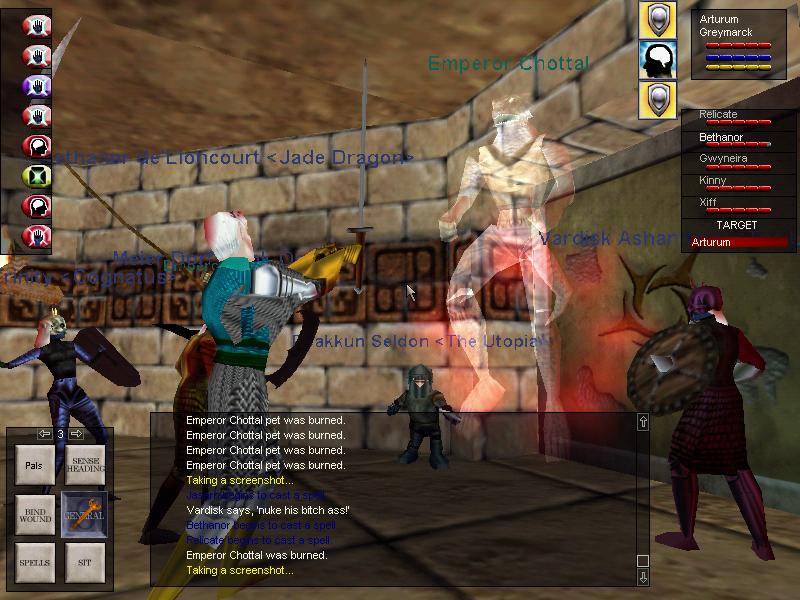 Arturum
Greymarck
Emperor Chottal
Relicate
Bethanor
Gwyneira
Kinny
Xiff
TARGET
Arturum
ethanor de'Lioncourt <Jade Dragon>
Vardisk Ashan
Cognatus>
Seldon <The Utopia
Emperor Chottal pet was burned.
Emperor Chottal pet was burned.
Emperor Chottal pet was burned.
Emperor Chottal pet was burned.
Taking a screenshot...
begins to cast a spell.
Vardisk says, 'nuke his bitch ass!'
Bethanor begins to cast a spell.
Relicate begins to cast a spell.
Emperor Chottal was burned.
Taking a screenshot...
3
Pals
SENSE
HEADING
BIND
WOUND
GENERAL
SPELLS
SIT